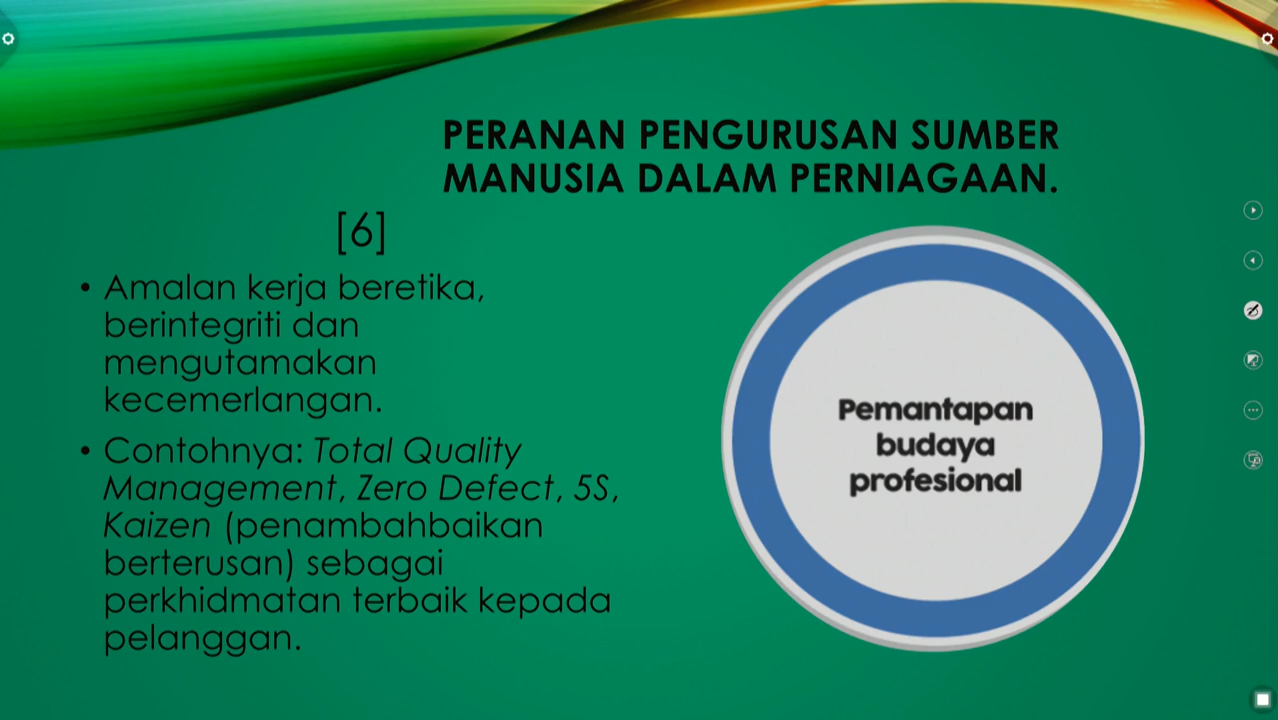 PERANAN PENGURUSAN SUMBER
MANUSIA DALAM PERNIAGAAN.
[6]
• Amalan kerja beretika,
berintegriti dan
mengutamakan
kecemerlangan.
• Contohnya: Total Quality
Management, Zero Defect, 5S,
Kaizen (penambahbaikan
berterusan) sebagai
perkhidmatan terbaik kepada
pelanggan.
Pemantapan
budaya
profesional